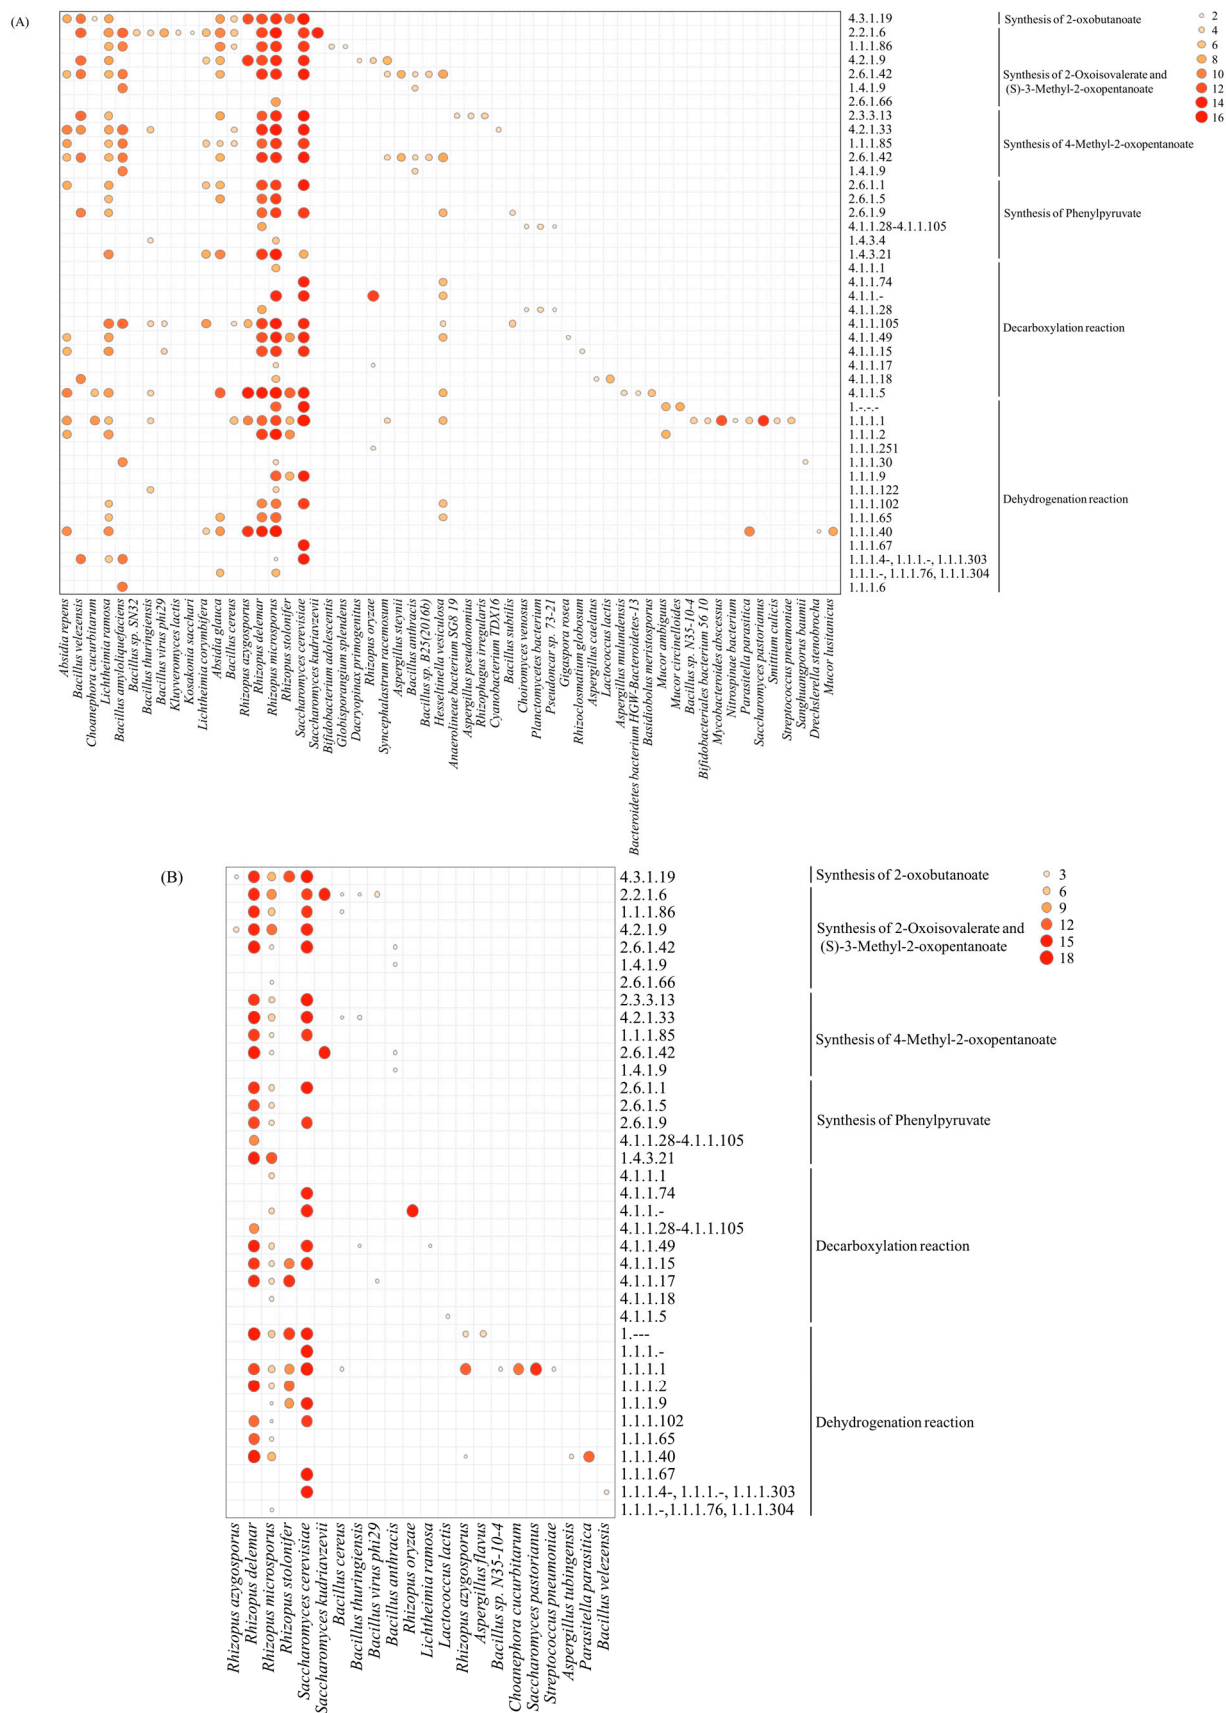 (A)
4.3.1.19
2.2.1.6
1.1.1.86
4.2.1.9
2.6.1.42
1.4.1.9
2.6.1.66
2.3.3.13
4.2.1.33
1.1.1.85
2.6.1.42
1.4.1.9
2.6.1.1
2.6.1.5
2.6.1.9
4.1.1.28-4.1.1.105
1.4.3.4
1.4.3.21
4.1.1.1
4.1.1.74
4.1.1.-
4.1.1.28
4.1.1.105
4.1.1.49
4.1.1.15
4.1.1.17
4.1.1.18
4.1.1.5
1.-.-.-
1.1.1.1
1.1.1.2
1.1.1.251
1.1.1.30
1.1.1.9
1.1.1.122
1.1.1.102
1.1.1.65
1.1.1.40
1.1.1.67
1.1.1.4-, 1.1.1.-, 1.1.1.303
1.1.1.-, 1.1.1.76, 1.1.1.304
1.1.1.6
Synthesis of 2-oxobutanoate
Synthesis of 2-Oxoisovalerate and
(S)-3-Methyl-2-oxopentanoate
Synthesis of 4-Methyl-2-oxopentanoate
Synthesis of Phenylpyruvate
Decarboxylation reaction
Dehydrogenation reaction
2
4
6
8
10
12
14
16
Absidia repens
Bacillus velezensis
Choanephora cucurbitarum
Lichtheimia ramosa
Bacillus amyloliquefaciens
Bacillus sp. SN32
Bacillus thuringiensis
Bacillus virus phi29
Kluyveromyces lactis
Kosakonia sacchari
Lichtheimia corymbifera
Absidia glauca
Bacillus cereus
Rhizopus azygosporus
Rhizopus delemar
Rhizopus microsporus
Rhizopus stolonifer
Saccharomyces cerevisiae
Saccharomyces kudriavzevii
Bifidobacterium adolescentis
Globisporangium splendens
Dacryopinax primogenitus
Rhizopus oryzae
Syncephalastrum racemosum
Aspergillus steynii
Bacillus anthracis
Bacillus sp. B25(2016b)
Hesseltinella vesiculosa
Anaerolineae bacterium SG8 19
Aspergillus pseudonomius
Rhizophagus irregularis
Cyanobacterium TDX16
Bacillus subtilis
Choiromyces venosus
Planctomycetes bacterium
Pseudoncar sp. 73-21
Gigaspora rosea
Rhizoclosmatium globosum
Aspergillus caelatus
Lactococcus lactis
Aspergillus mulundensis
Bacteroidetes bacterium HGW-Bacteroidetes-13
Basidiobolus meristosporus
Mucor ambiguus
Mucor circinelloides
Bacillus sp. N35-10-4
Bifidobacteriales bacterium 56 10
Mycobacteroides abscessus
Nitrospinae bacterium
Parasitella parasitica
Saccharomyces pastorianus
Smittium culicis
Streptococcus pneumoniae
Sanghuangporus baumii
Drechslerella stenobrocha
Mucor lusitanicus
(B)
4.3.1.19
2.2.1.6
1.1.1.86
4.2.1.9
2.6.1.42
1.4.1.9
2.6.1.66
2.3.3.13
4.2.1.33
1.1.1.85
2.6.1.42
1.4.1.9
2.6.1.1
2.6.1.5
2.6.1.9
4.1.1.28-4.1.1.105
1.4.3.21
4.1.1.1
4.1.1.74
4.1.1.-
4.1.1.28-4.1.1.105
4.1.1.49
4.1.1.15
4.1.1.17
4.1.1.18
4.1.1.5
1.---
1.1.1.-
1.1.1.1
1.1.1.2
1.1.1.9
1.1.1.102
1.1.1.65
1.1.1.40
1.1.1.67
1.1.1.4-, 1.1.1.-, 1.1.1.303
1.1.1.-,1.1.1.76, 1.1.1.304
Synthesis of 2-oxobutanoate
Synthesis of 2-Oxoisovalerate and
(S)-3-Methyl-2-oxopentanoate
Synthesis of 4-Methyl-2-oxopentanoate
Synthesis of Phenylpyruvate
Decarboxylation reaction
Dehydrogenation reaction
3
6
9
12
15
18
Rhizopus azygosporus
Rhizopus delemar
Rhizopus microsporus
Rhizopus stolonifer
Saccharomyces cerevisiae
Saccharomyces kudriavzevii
Bacillus cereus
Bacillus thuringiensis
Bacillus virus phi29
Bacillus anthracis
Rhizopus oryzae
Lichtheimia ramosa
Lactococcus lactis
Rhizopus azygosporus
Aspergillus flavus
Bacillus sp. N35-10-4
Choanephora cucurbitarum
Saccharomyces pastorianus
Streptococcus pneumoniae
Aspergillus tubingensis
Parasitella parasitica
Bacillus velezensis